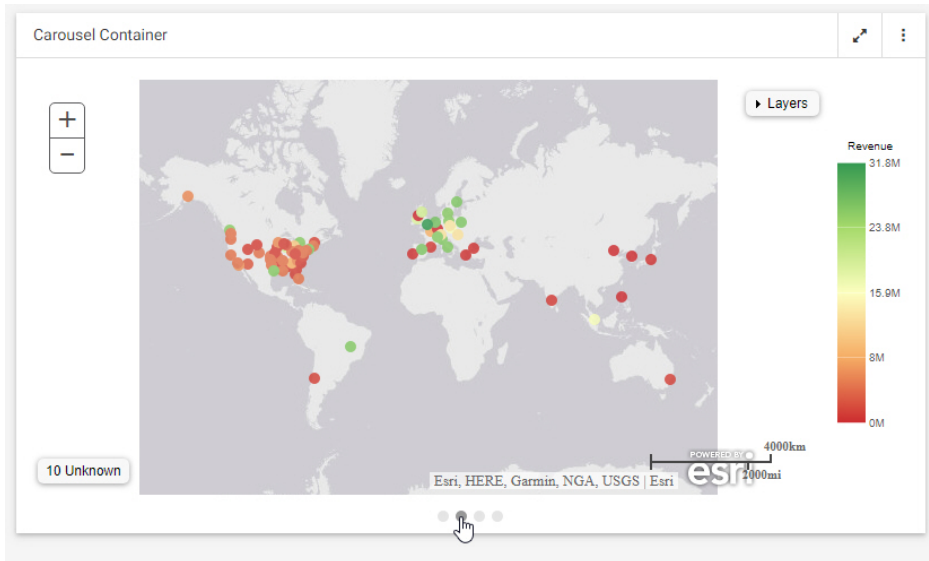 Carousel Container
+
Layers
−
Revenue
31.8M
23.8M
15.9M
8M
0M
10 Unknown
4000km
POWERED BY
esri
2000mi
Esri, HERE, Garmin, NGA, USGS | Esri